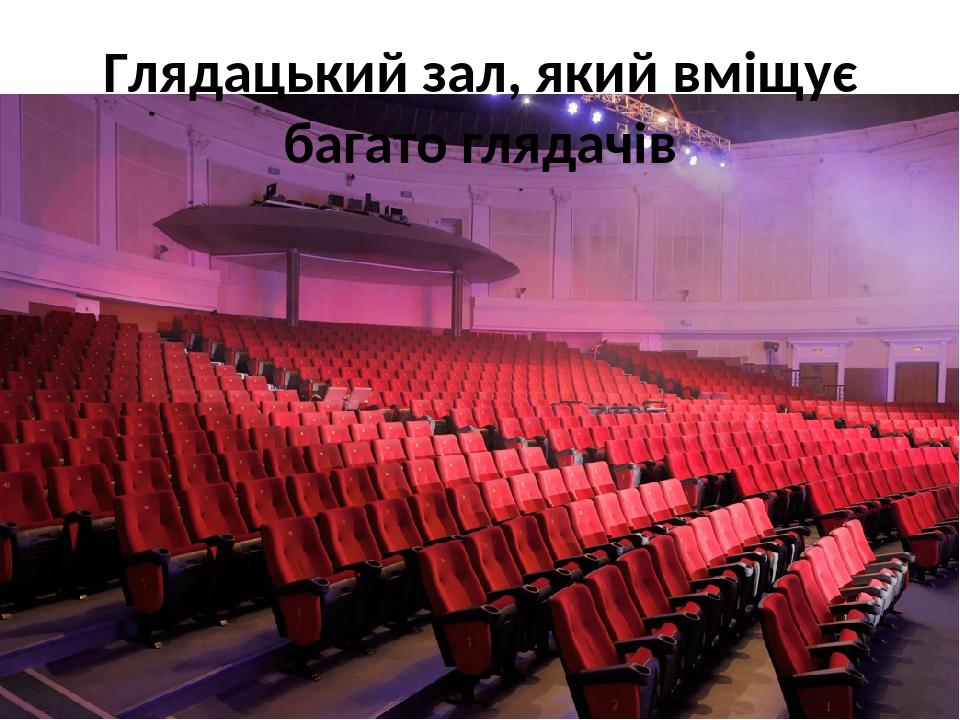 Глядацький зал, який вміщує
багато глядачів